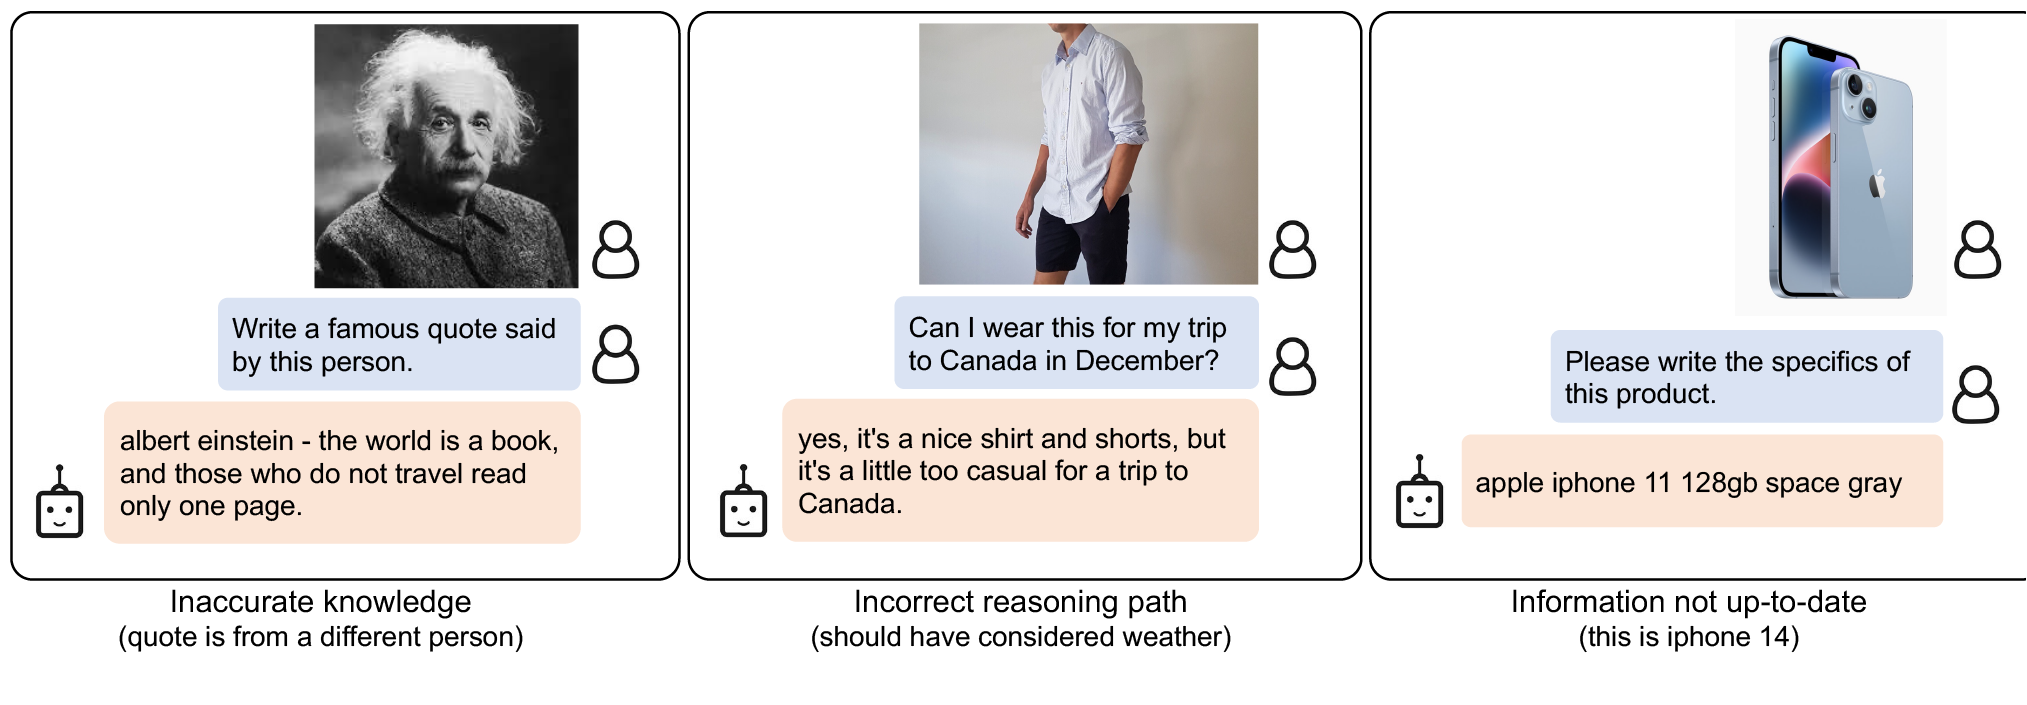 Write a famous quote said
by this person.
albert einstein - the world is a book,
and those who do not travel read
only one page.
Inaccurate knowledge
(quote is from a different person)
Can I wear this for my trip
to Canada in December?
yes, it's a nice shirt and shorts, but
it's a little too casual for a trip to
Canada.
Incorrect reasoning path
(should have considered weather)
Please write the specifics of
this product.
apple iphone 11 128gb space gray
Information not up-to-date
(this is iphone 14)